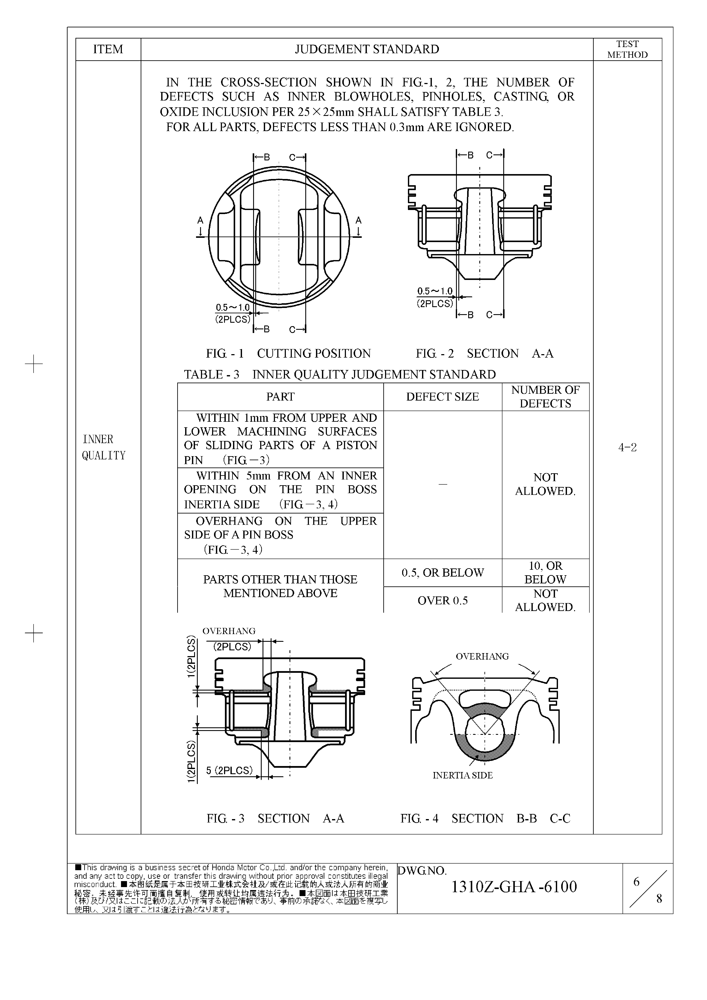 ITEM
JUDGEMENT STANDARD
TEST
METHOD
IN THE CROSS-SECTION SHOWN IN FIG.-1, 2, THE NUMBER OF
DEFECTS SUCH AS INNER BLOWHOLES, PINHOLES, CASTING, OR
OXIDE INCLUSION PER 25×25mm SHALL SATISFY TABLE 3.
FOR ALL PARTS, DEFECTS LESS THAN 0.3mm ARE IGNORED.
←B C→
←B C→
A A
0.5～1.0
(2PLCS)
←B C→
0.5～1.0
(2PLCS)
←B C→
FIG. - 1 CUTTING POSITION
FIG. - 2 SECTION A-A
TABLE - 3 INNER QUALITY JUDGEMENT STANDARD
PART
DEFECT SIZE
NUMBER OF
DEFECTS
WITHIN 1mm FROM UPPER AND
LOWER MACHINING SURFACES
OF SLIDING PARTS OF A PISTON
PIN （FIG.－3）
WITHIN 5mm FROM AN INNER
OPENING ON THE PIN BOSS
INERTIA SIDE （FIG.－3, 4）
OVERHANG ON THE UPPER
SIDE OF A PIN BOSS
（FIG.－3, 4）
－
NOT
ALLOWED.
PARTS OTHER THAN THOSE
MENTIONED ABOVE
0.5, OR BELOW
10, OR
BELOW
OVER 0.5
NOT
ALLOWED.
INNER
QUALITY
4-2
OVERHANG
(2PLCS)
1(2PLCS)
1(2PLCS)
5 (2PLCS)
OVERHANG
INERTIA SIDE
FIG. - 3 SECTION A-A
FIG. - 4 SECTION B-B C-C
■This drawing is a business secret of Honda Motor Co.,Ltd. and/or the company herein,
and any act to copy, use or transfer this drawing without prior approval constitutes illegal
misconduct. ■本图纸是属于本田技研工业株式会社及/或在此记载的人或法人所有的商业
秘密，未经事先许可而擅自复制，使用或转让均属违法行为。■本図面は本田技研工業
（株）及び/又はここに記載の法人が所有する秘密情報であり、事前の承諾なく、本図面を複写し
使用し、又は引渡すことは違法行為となります。
DWG.NO.
1310Z-GHA -6100
6
8